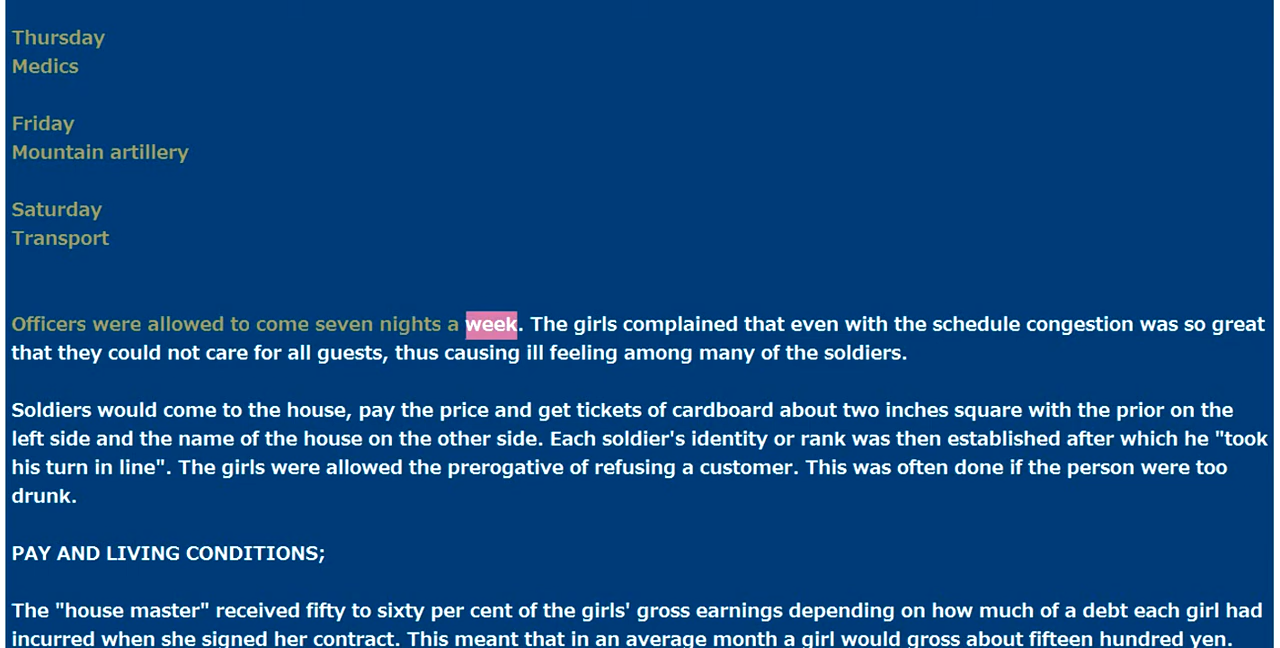 Thursday
Medics
Friday
Mountain artillery
Saturday
Transport
Officers were allowed to come seven nights a week. The girls complained that even with the schedule congestion was so great
that they could not care for all guests, thus causing ill feeling among many of the soldiers.
Soldiers would come to the house, pay the price and get tickets of cardboard about two inches square with the prior on the
left side and the name of the house on the other side. Each soldier's identity or rank was then established after which he "took
his turn in line". The girls were allowed the prerogative of refusing a customer. This was often done if the person were too
drunk.
PAY AND LIVING CONDITIONS;
The "house master" received fifty to sixty per cent of the girls' gross earnings depending on how much of a debt each girl had
incurred when she signed her contract. This meant that in an average month a girl would gross about fifteen hundred yen.